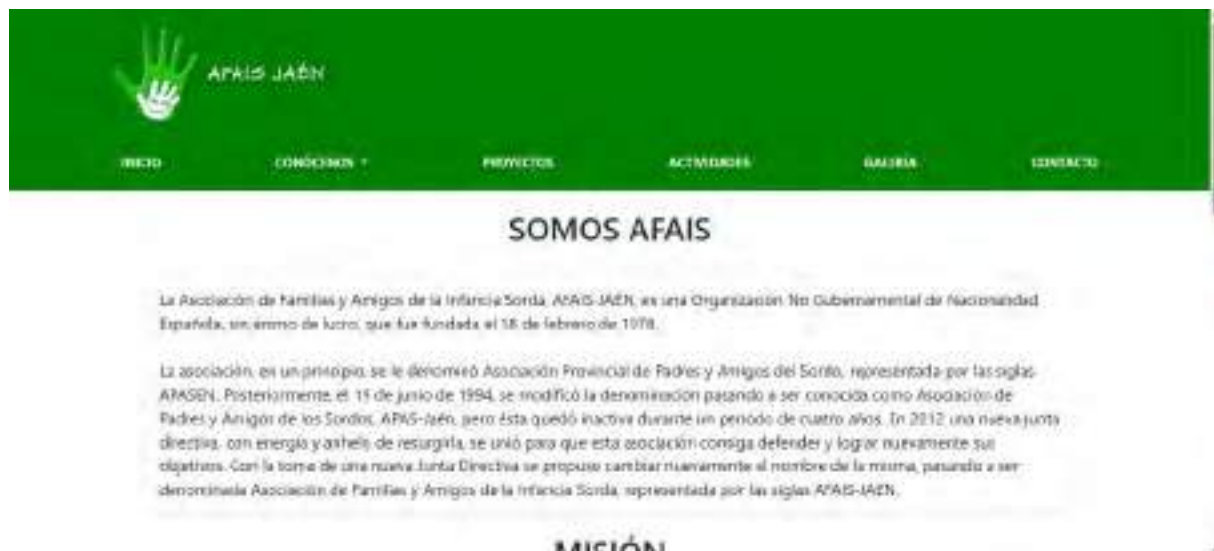 AFAIS JAÉN
INICIO CONÓCENOS PROYECTOS ACTIVIDADES GALERÍA CONTACTO
SOMOS AFAIS
La Asociación de Familias y Amigos de la Infancia Sorda, AFAIS-JAÉN, es una Organización No Gubernamental de Nacionalidad
Española, sin ánimo de lucro, que fue fundada el 18 de febrero de 1978.
La asociación, en un principio, se le denominó Asociación Provincial de Padres y Amigos del Sordo, representada por las siglas
APASEN. Posteriormente, el de junio de 1994, se modificó la denominación pasando a ser conocida como Asociación de
Padres y Amigos de los Sordos, APAS-Jaén, pero ésta quedó inactiva durante un periodo de cuatro años. En 2012 una nueva junta
directiva, con energía y anhelo de resurgirla, se unió para que esta asociación consiga defender y lograr nuevamente sus
objetivos. Con la toma de una nueva Junta Directiva se propuso cambiar nuevamente el nombre de la misma, pasando a ser
denominada Asociación de Familias y Amigos de la Infancia Sorda, representada por las siglas AFAIS-JAÉN.
MISIÓN